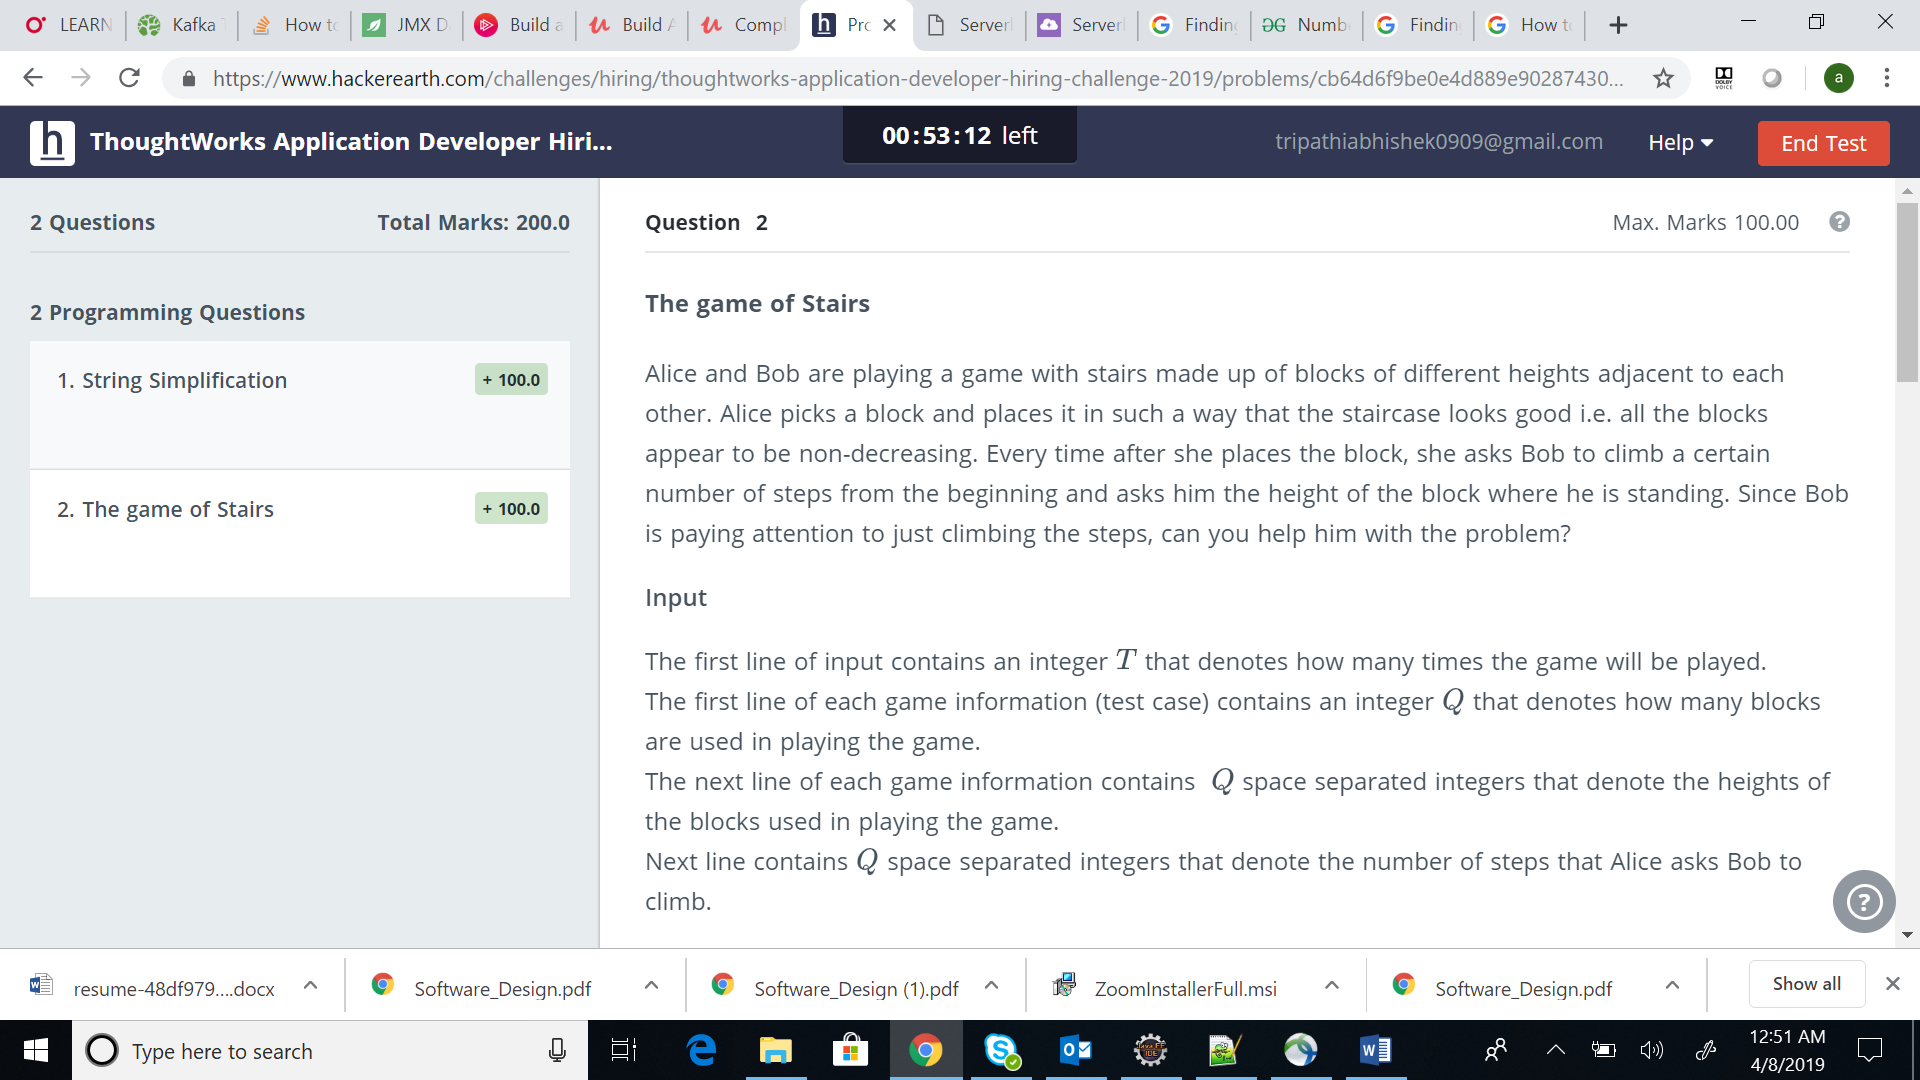 LEARN
Kafka
How to
JMX D
Build a
Build A
Compl
Pro
Server
Server
Finding
Numb
Findin
How to
https://www.hackerearth.com/challenges/hiring/thoughtworks-application-developer-hiring-challenge-2019/problems/cb64d6f9be0e4d889e90287430...
DOLBY VOICE
a
h
ThoughtWorks Application Developer Hiri...
00:53:12 left
tripathiabhishek0909@gmail.com
Help
End Test
2 Questions
Total Marks: 200.0
2 Programming Questions
1. String Simplification
+ 100.0
2. The game of Stairs
+ 100.0
Question 2
Max. Marks 100.00
?
The game of Stairs
Alice and Bob are playing a game with stairs made up of blocks of different heights adjacent to each
other. Alice picks a block and places it in such a way that the staircase looks good i.e. all the blocks
appear to be non-decreasing. Every time after she places the block, she asks Bob to climb a certain
number of steps from the beginning and asks him the height of the block where he is standing. Since Bob
is paying attention to just climbing the steps, can you help him with the problem?
Input
The first line of input contains an integer T that denotes how many times the game will be played.
The first line of each game information (test case) contains an integer Q that denotes how many blocks
are used in playing the game.
The next line of each game information contains Q space separated integers that denote the heights of
the blocks used in playing the game.
Next line contains Q space separated integers that denote the number of steps that Alice asks Bob to
climb.
?
resume-48df979....docx
Software_Design.pdf
Software_Design (1).pdf
ZoomInstallerFull.msi
Software_Design.pdf
Show all
Type here to search
12:51 AM
4/8/2019